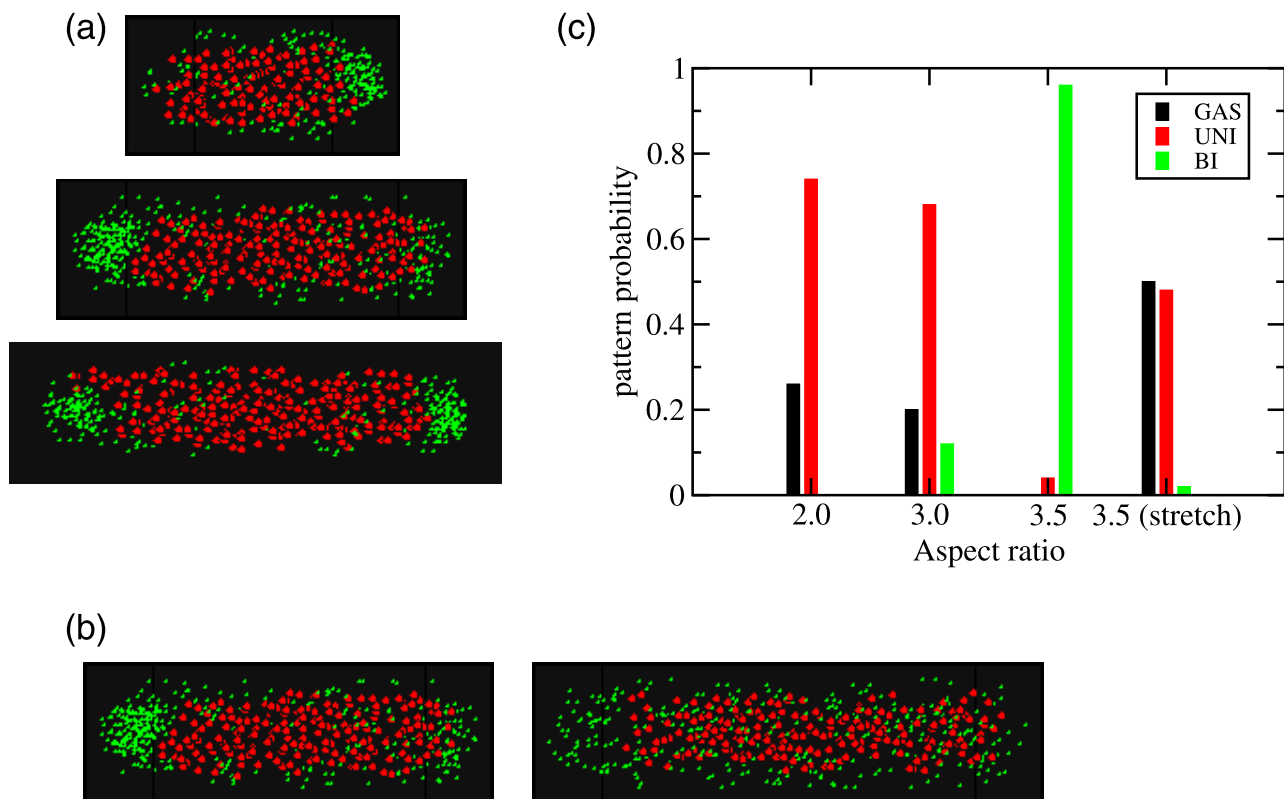 (a)
(c)
pattern probability
1
0.8
0.6
0.4
0.2
0
GAS
UNI
BI
2.0
3.0
3.5
3.5 (stretch)
Aspect ratio
(b)